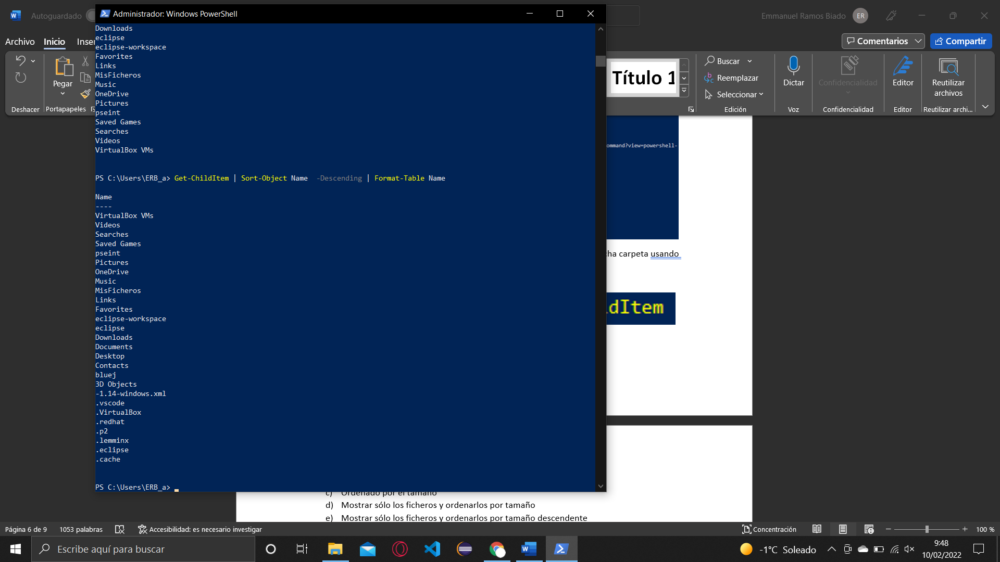 Autoguardado
Administrador: Windows PowerShell
Emmanuel Ramos Biado
ER
Archivo
Inicio
Inser
Comentarios
Compartir
Pegar
Deshacer
Portapapeles
Título 1
Buscar
Reemplazar
Seleccionar
Edición
Dictar
Voz
Confidencialidad
Confidencialidad
Editor
Editor
Reutilizar
archivos
Reutilizar archi...
Downloads
eclipse
eclipse-workspace
Favorites
Links
MisFicheros
Music
OneDrive
Pictures
pseint
Saved Games
Searches
Videos
VirtualBox VMs
PS C:\Users\ERB_a> Get-ChildItem | Sort-Object Name  -Descending | Format-Table Name
Name
----
VirtualBox VMs
Videos
Searches
Saved Games
pseint
Pictures
OneDrive
Music
MisFicheros
Links
Favorites
eclipse-workspace
eclipse
Downloads
Documents
Desktop
Contacts
bluej
3D Objects
-1.14-windows.xml
.vscode
.VirtualBox
.redhat
.p2
.lemminx
.eclipse
.cache
PS C:\Users\ERB_a>
ommand?view=powershell-
cha carpeta usando
ldItem
c) Ordenado por el tamaño
d) Mostrar sólo los ficheros y ordenarlos por tamaño
e) Mostrar sólo los ficheros y ordenarlos por tamaño descendente
Página 6 de 9
1053 palabras
Accesibilidad: es necesario investigar
Concentración
100 %
Escribe aquí para buscar
-1°C Soleado
9:48
10/02/2022